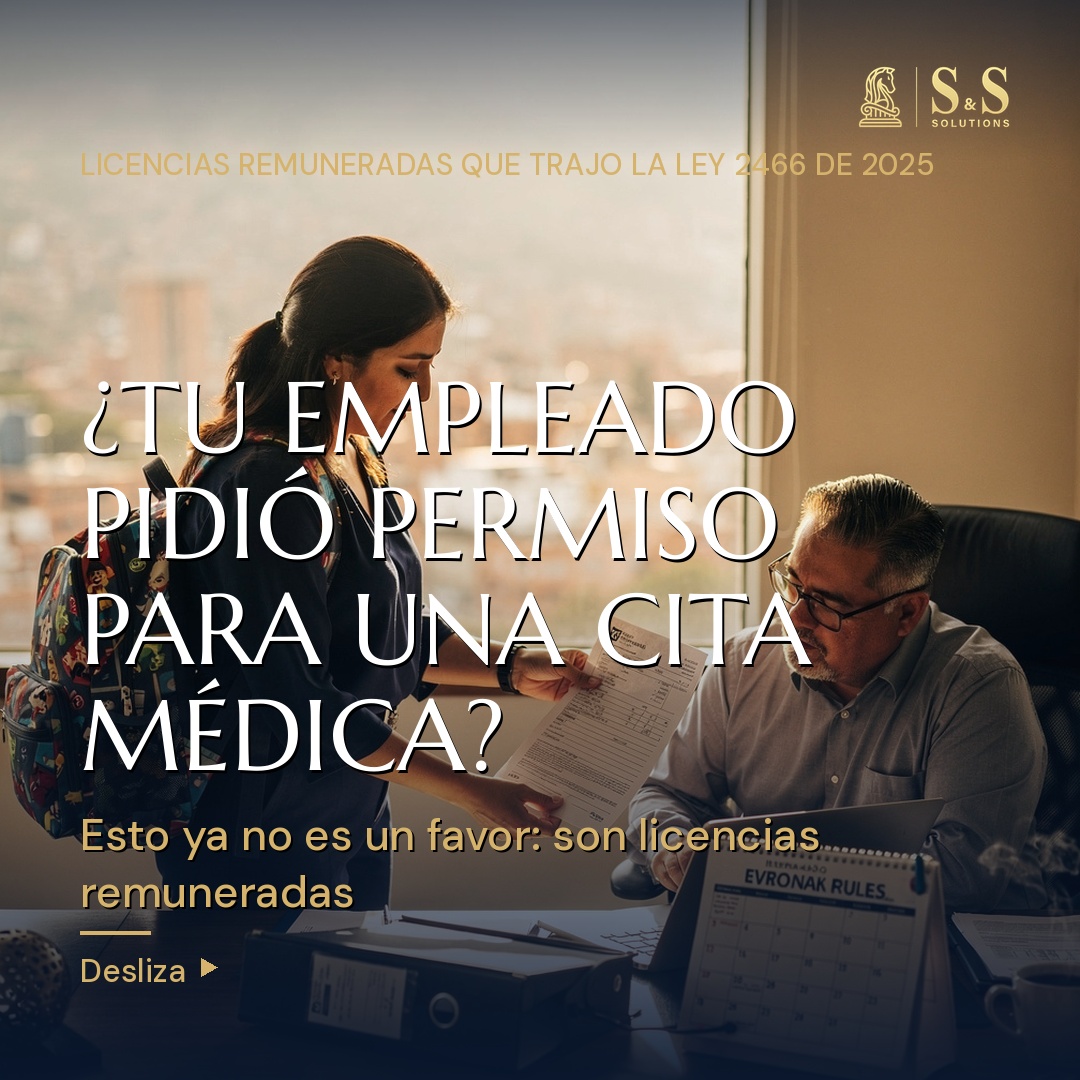 S&S
SOLUTIONS
LICENCIAS REMUNERADAS QUE TRAJO LA LEY 2466 DE 2025
¿TU EMPLEADO
PIDIÓ PERMISO
PARA UNA CITA
MÉDICA?
Esto ya no es un favor: son licencias
remuneradas
Desliza
EVRONAK RULES